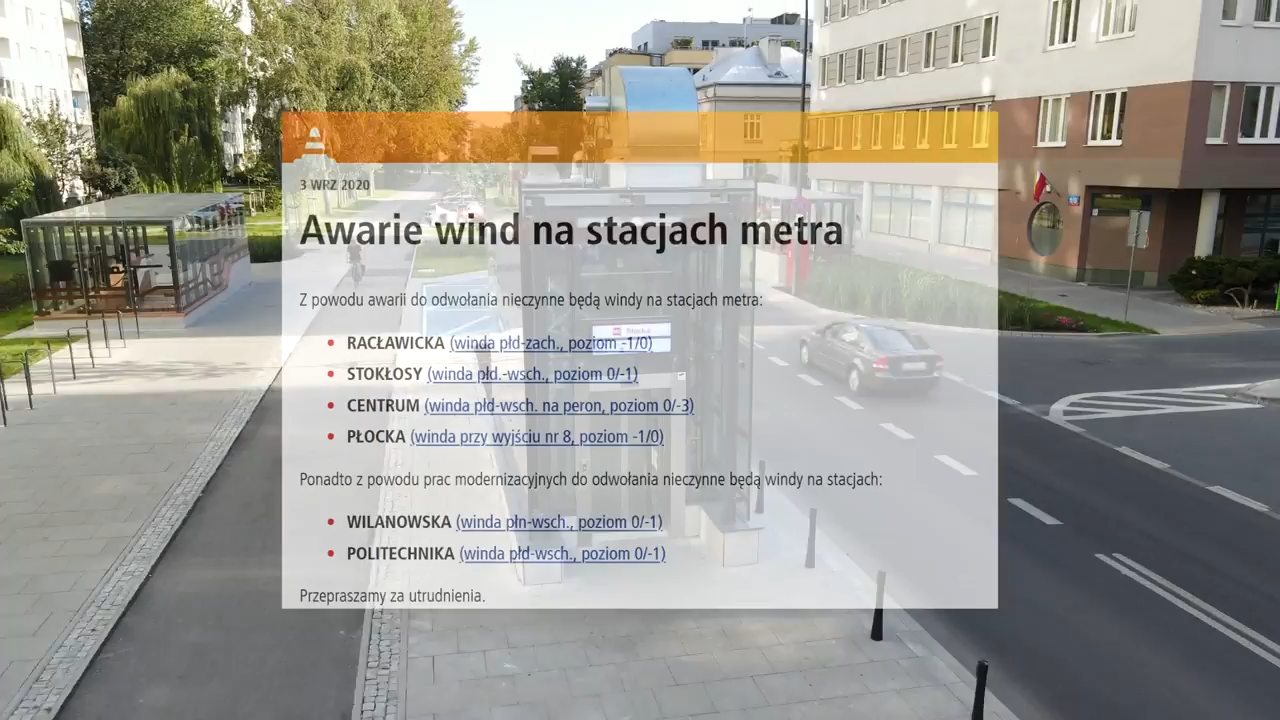 3 WRZ 2020
Awarie wind na stacjach metra
Z powodu awarii do odwołania nieczynne będą windy na stacjach metra:
RACŁAWICKA (winda płd-zach., poziom -1/0)
STOKŁOSY (winda płd.-wsch., poziom 0/-1)
CENTRUM (winda płd-wsch. na peron, poziom 0/-3)
PŁOCKA (winda przy wyjściu nr 8, poziom -1/0)
Ponadto z powodu prac modernizacyjnych do odwołania nieczynne będą windy na stacjach:
WILANOWSKA (winda płn-wsch., poziom 0/-1)
POLITECHNIKA (winda płd-wsch., poziom 0/-1)
Przepraszamy za utrudnienia.